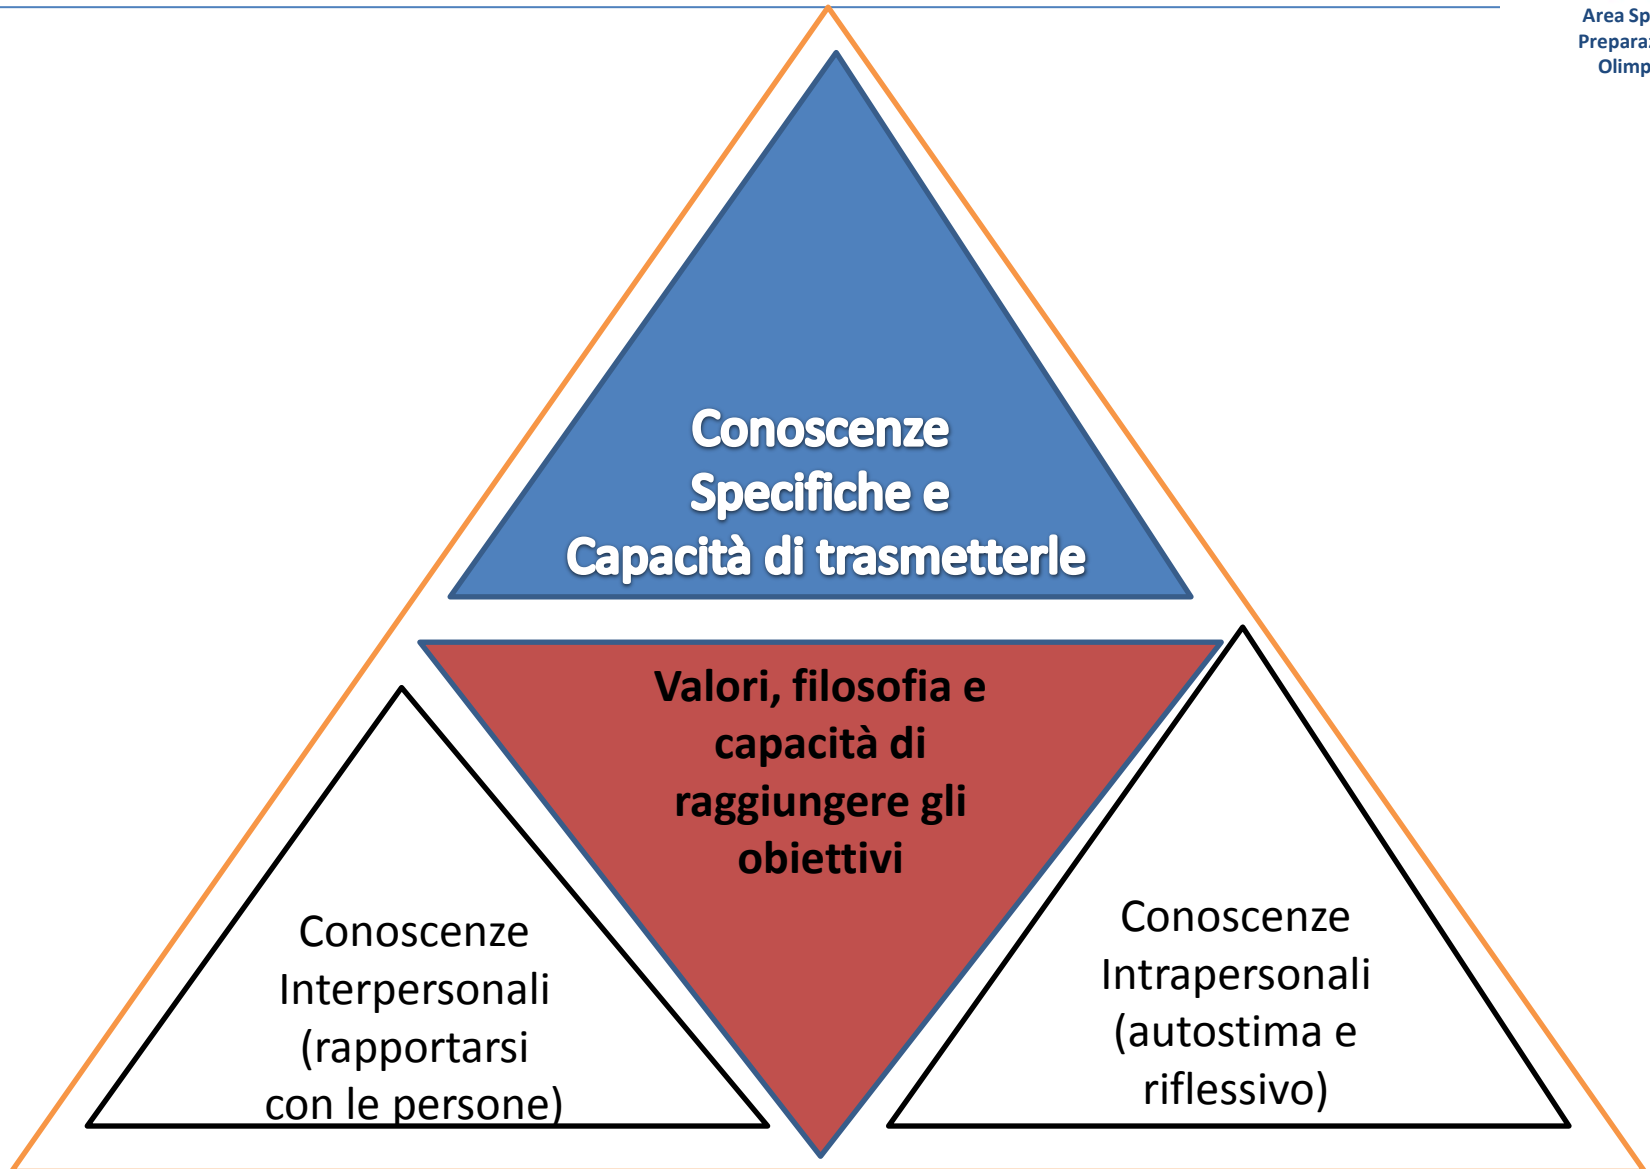 Area Sp
Preparaz
Olimp
Conoscenze
Specifiche e
Capacità di trasmetterle
Valori, filosofia e
capacità di
raggiungere gli
obiettivi
Conoscenze
Interpersonali
(rapportarsi
con le persone)
Conoscenze
Intrapersonali
(autostima e
riflessivo)